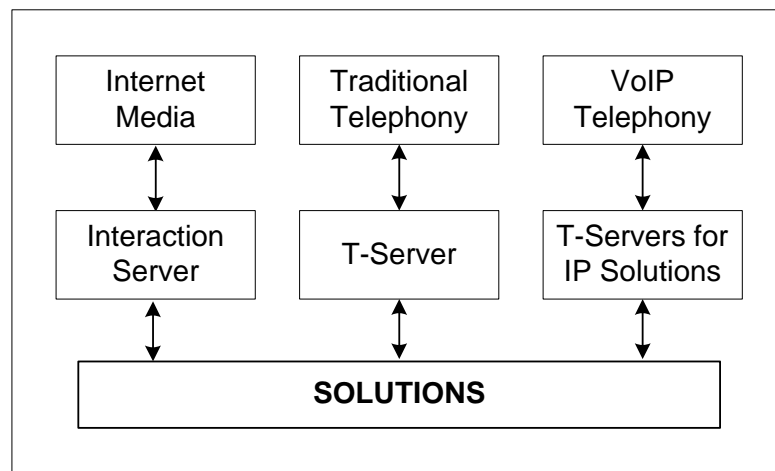 Internet
Media
Traditional
Telephony
VoIP
Telephony
Interaction
Server
T-Server
T-Servers for
IP Solutions
SOLUTIONS